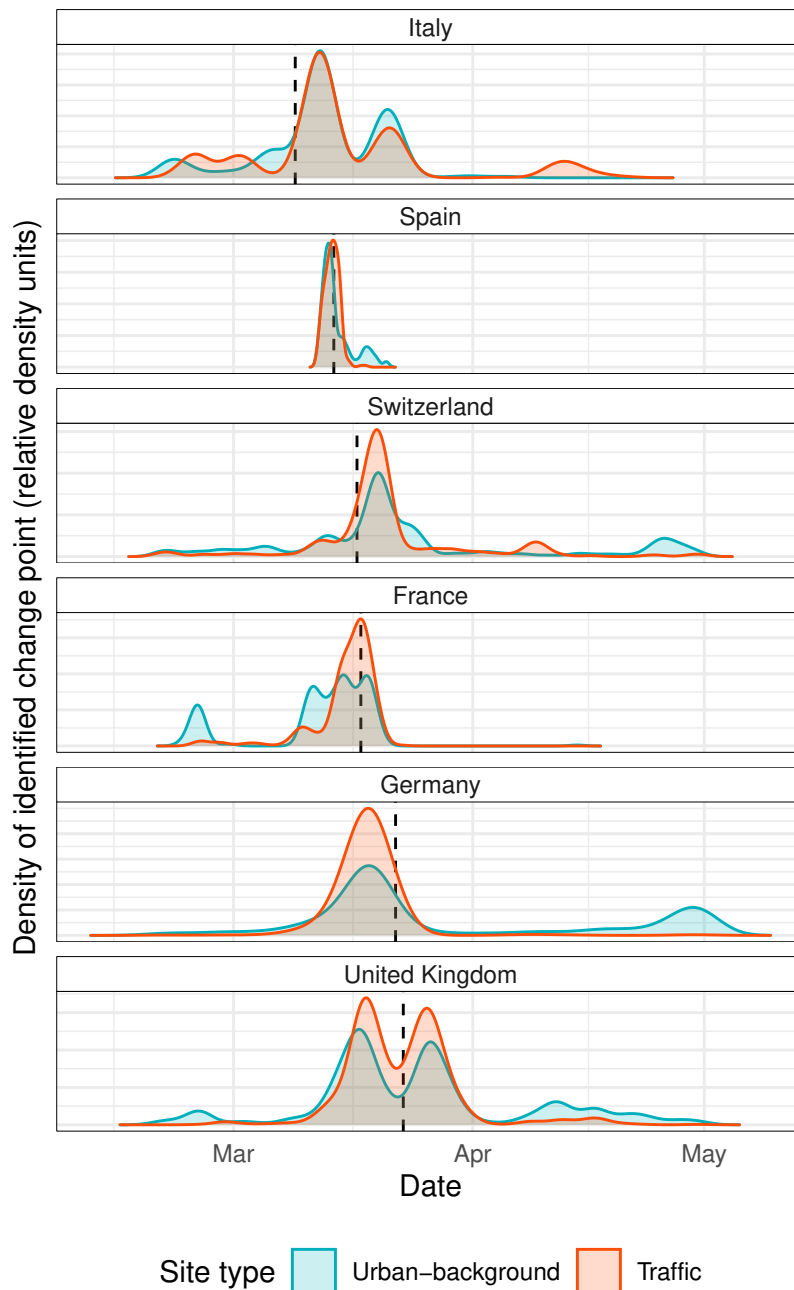 Density of identified change point (relative density units)
Italy
Spain
Switzerland
France
Germany
United Kingdom
Mar Apr May
Date
Site type Urban−background Traffic